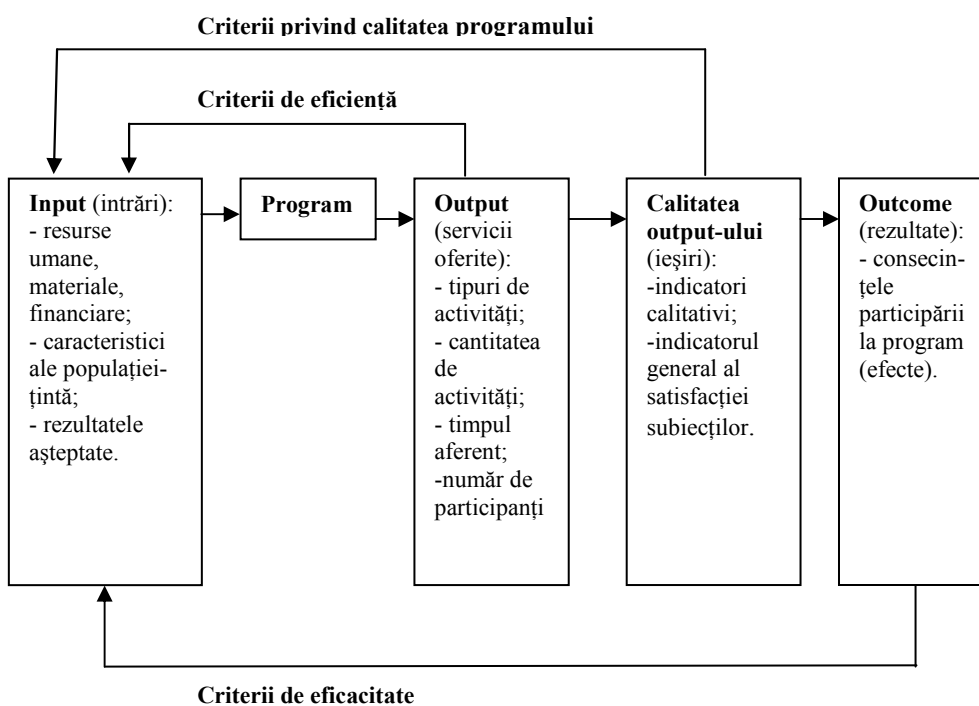 Criterii privind calitatea programului
Criterii de eficiență
Input (intrări):
- resurse
umane,
materiale,
financiare;
- caracteristici
ale populației-
țintă;
- rezultatele
aşteptate.
Program
Output
(servicii
oferite):
- tipuri de
activități;
- cantitatea
de
activități;
- timpul
aferent;
-număr de
participanți
Calitatea
output-ului
(ieşiri):
-indicatori
calitativi;
-indicatorul
general al
satisfacției
subiecților.
Outcome
(rezultate):
- consecin-
țele
participării
la program
(efecte).
Criterii de eficacitate